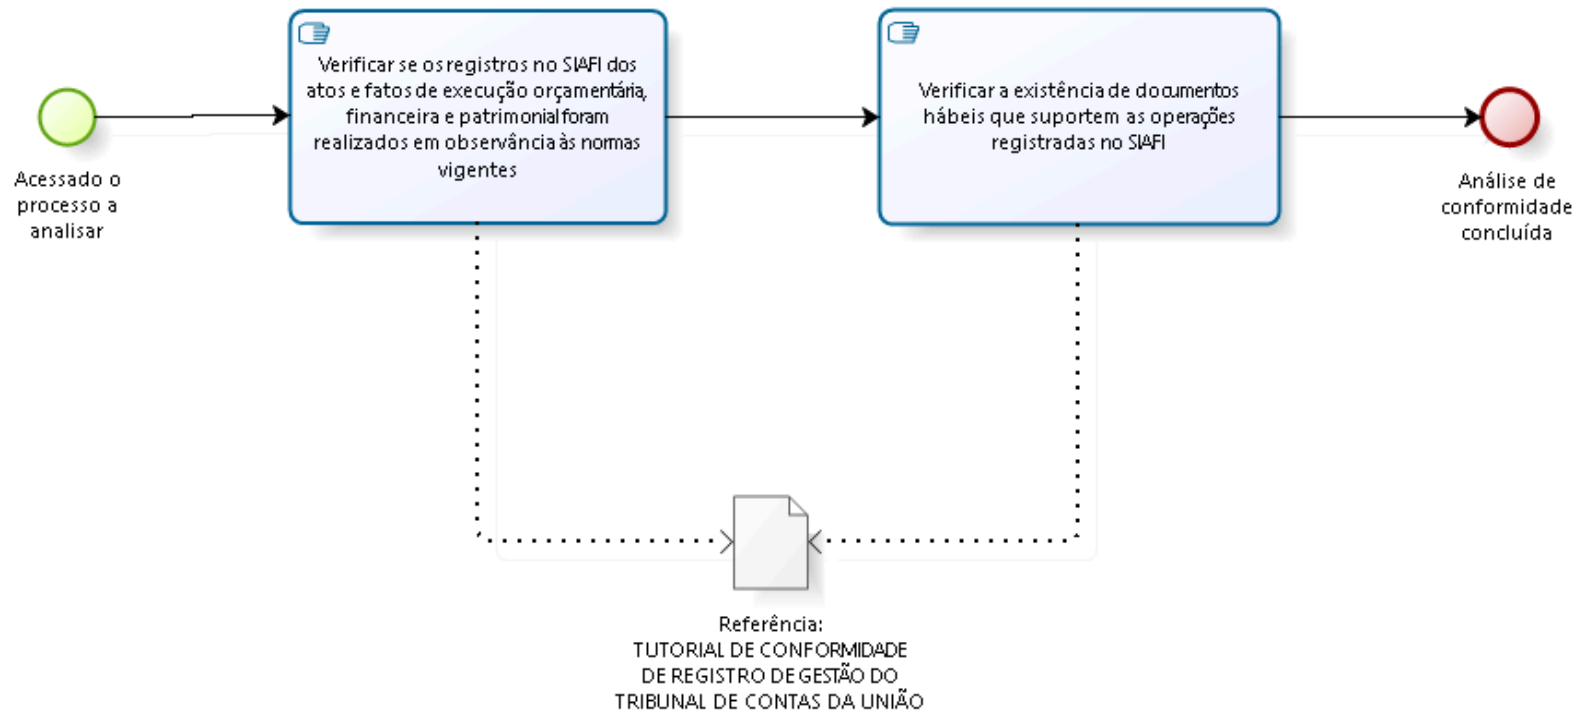 Verificar se os registros no SIAFI dos
atos e fatos de execução orçamentária,
financeira e patrimonial foram
realizados em observância às normas
vigentes
Verificar a existência de documentos
hábeis que suportem as operações
registradas no SIAFI
Acessado o
processo a
analisar
Análise de
conformidade
concluída
Referência:
TUTORIAL DE CONFORMIDADE
DE REGISTRO DE GESTÃO DO
TRIBUNAL DE CONTAS DA UNIÃO